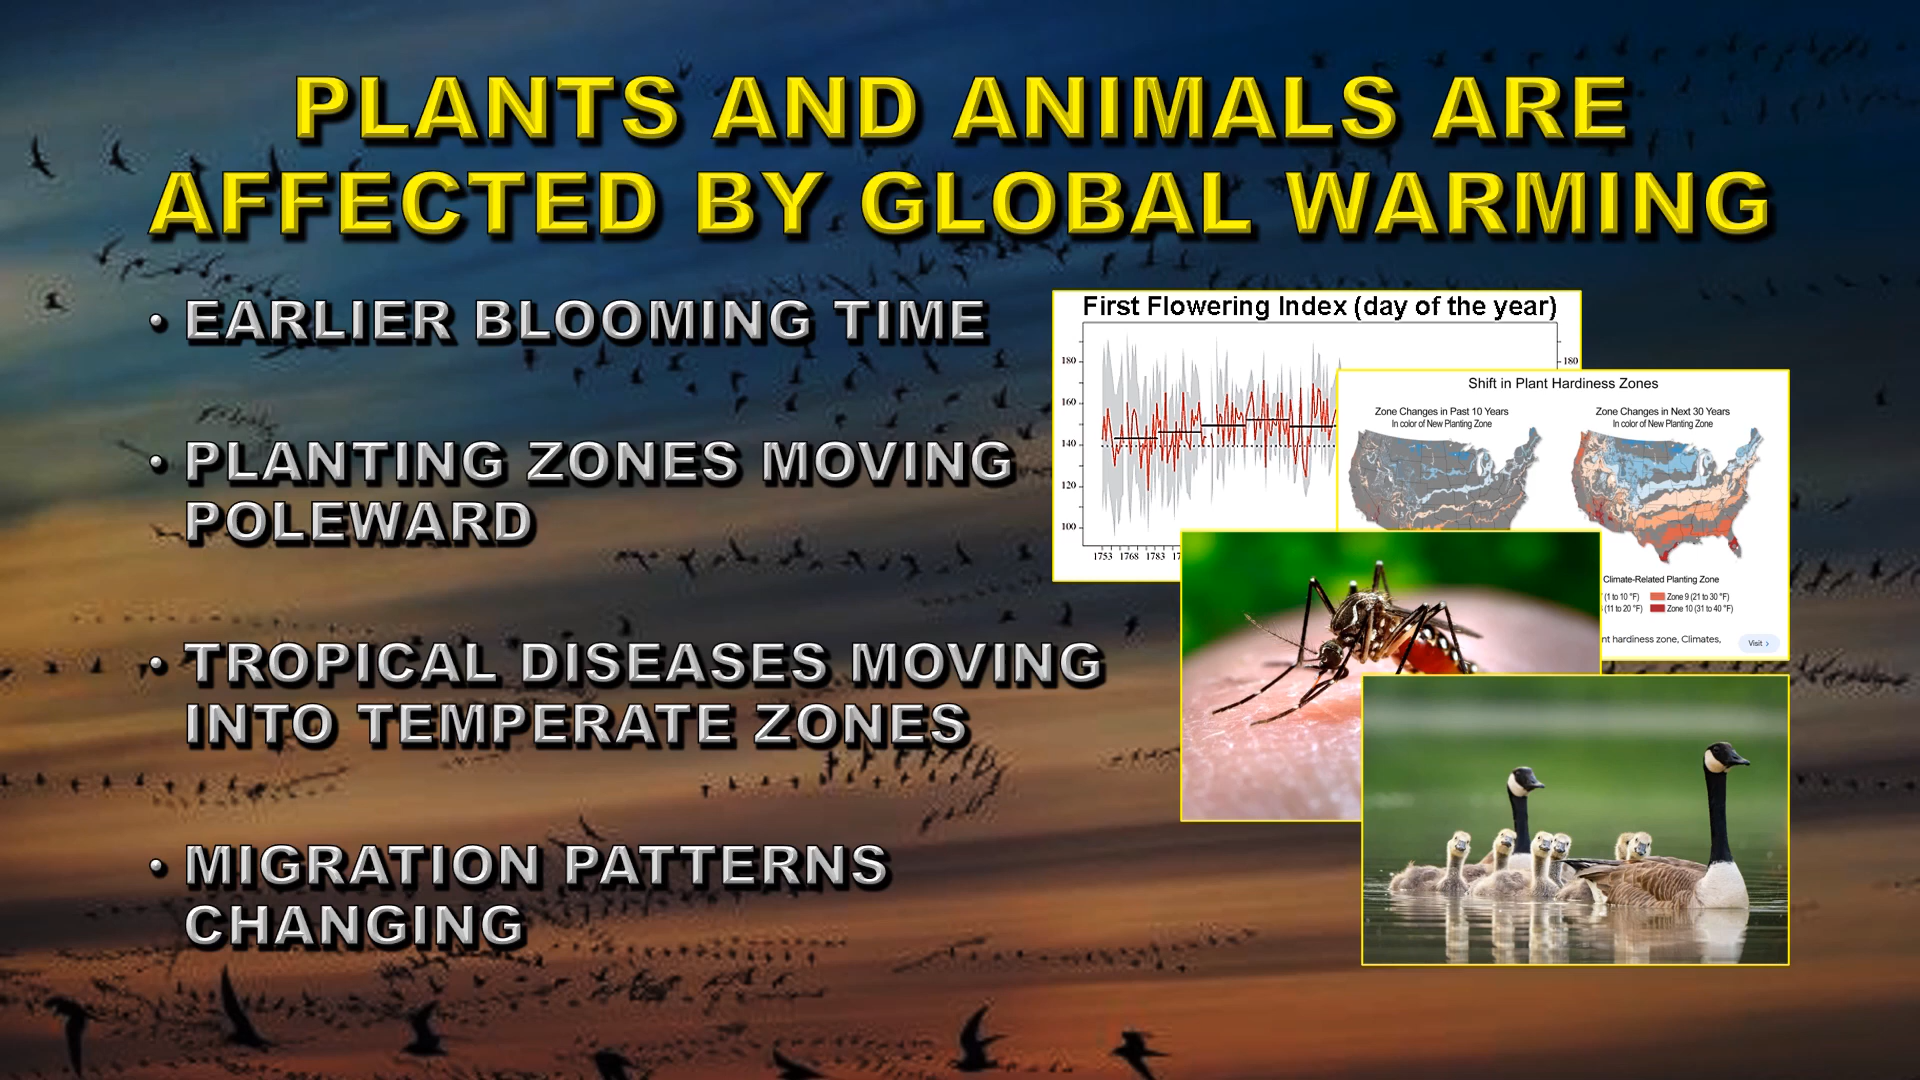 PLANTS AND ANIMALS ARE
AFFECTED BY GLOBAL WARMING
• EARLIER BLOOMING TIME
• PLANTING ZONES MOVING
POLEWARD
• TROPICAL DISEASES MOVING
INTO TEMPERATE ZONES
• MIGRATION PATTERNS
CHANGING
First Flowering Index (day of the year)
180
160
140
120
100
180
1753 1768 1783
Shift in Plant Hardiness Zones
Zone Changes in Past 10 Years
In color of New Planting Zone
Zone Changes in Next 30 Years
In color of New Planting Zone
Climate-Related Planting Zone
(1 to 10 °F) Zone 9 (21 to 30 °F)
(11 to 20 °F) Zone 10 (31 to 40 °F)
nt hardiness zone, Climates,
Visit >